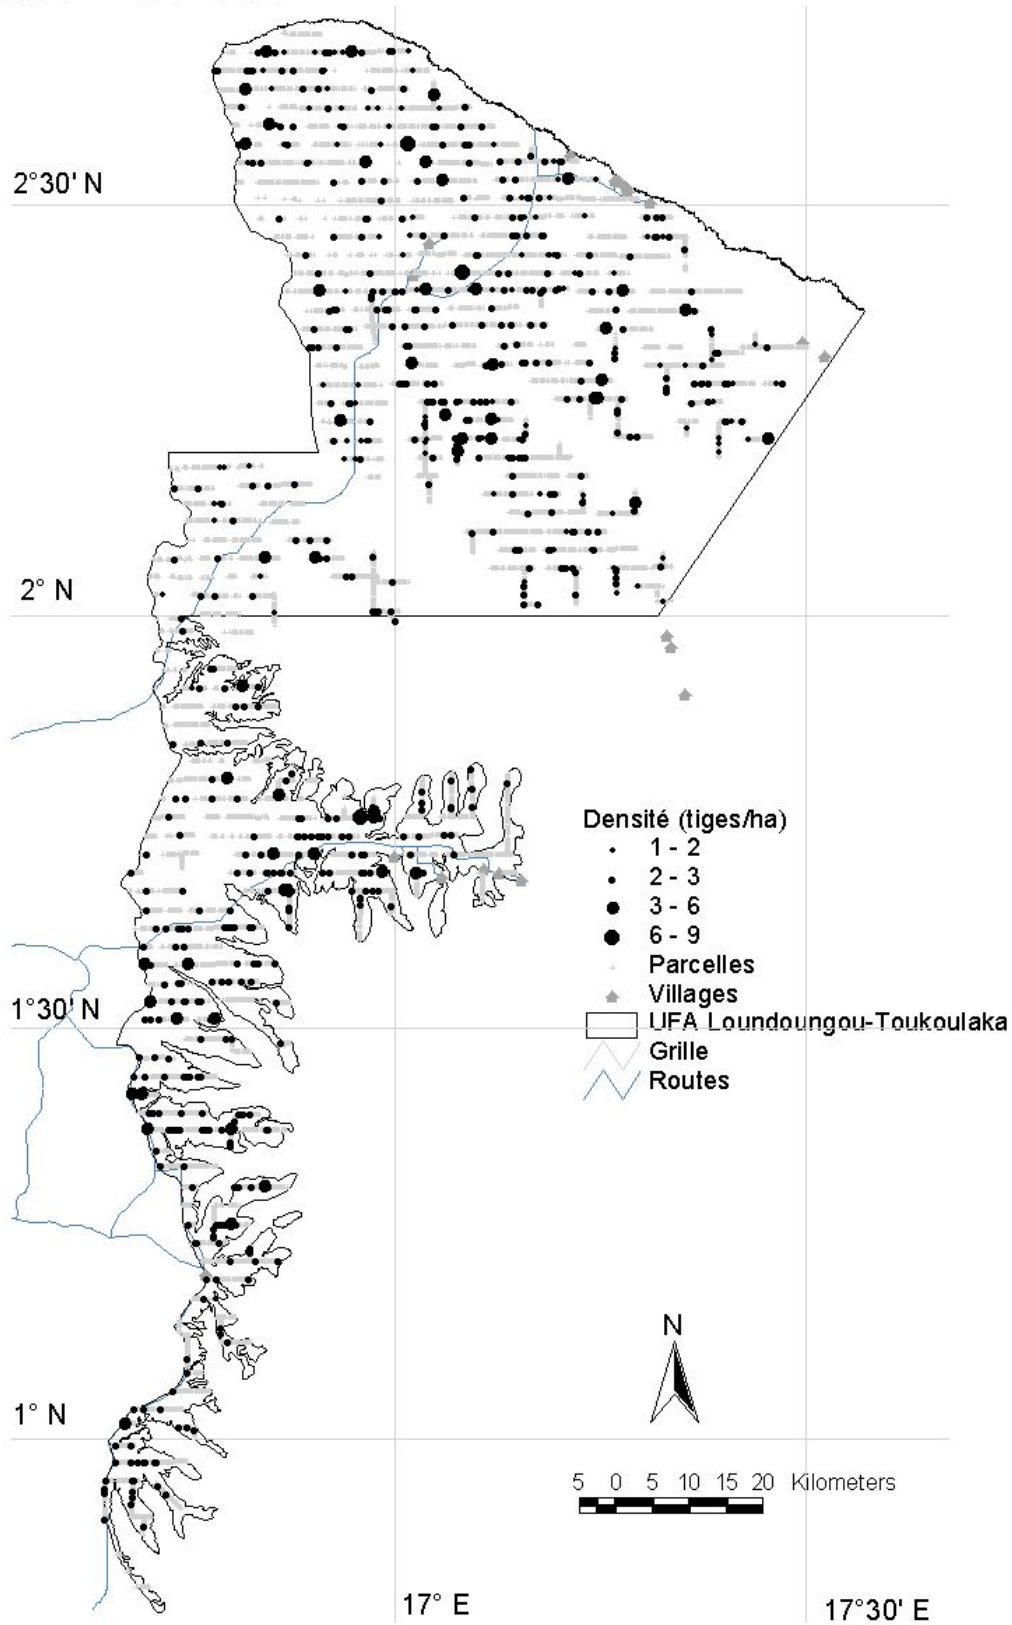 2°30' N
2° N
Densité (tiges/ha)
1 - 2
2 - 3
3 - 6
6 - 9
Parcelles
Villages
1°30' N
UFA Loundoungou-Toukoulaka
Grille
Routes
N
1° N
5 0 5 10 15 20 Kilometers
17° E
17°30' E